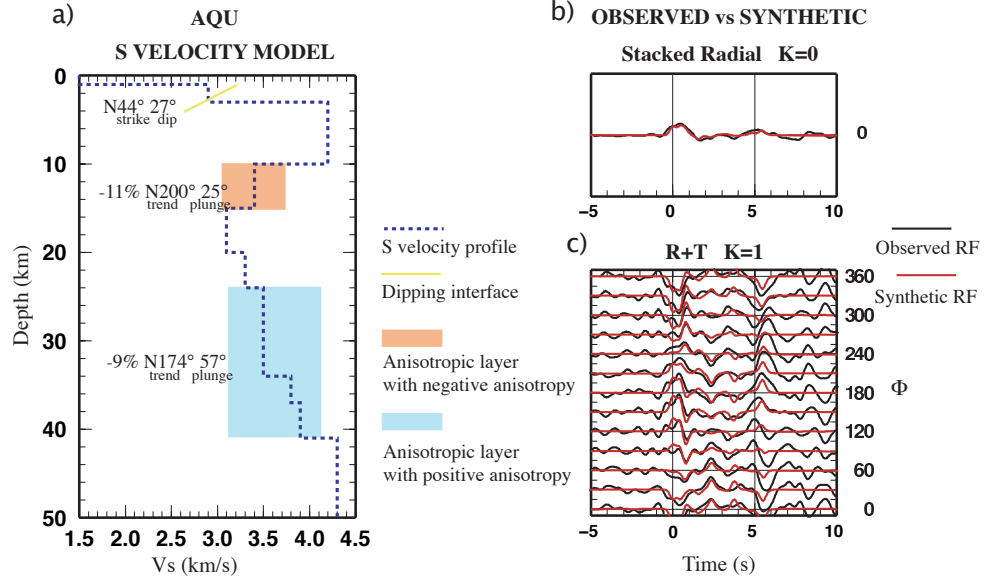 a)
AQU
S VELOCITY MODEL
0
10
20
30
40
50
Depth (km)
N44° 27°
strike dip
-11% N200° 25°
trend plunge
-9% N174° 57°
trend plunge
1.5 2.0 2.5 3.0 3.5 4.0 4.5
Vs (km/s)
S velocity profile
Dipping interface
Anisotropic layer
with negative anisotropy
Anisotropic layer
with positive anisotropy
b)
OBSERVED vs SYNTHETIC
Stacked Radial K=0
0
−5 0 5 10
c)
R+T K=1
360
300
240
180
120
60
0
Φ
−5 0 5 10
Time (s)
Observed RF
Synthetic RF